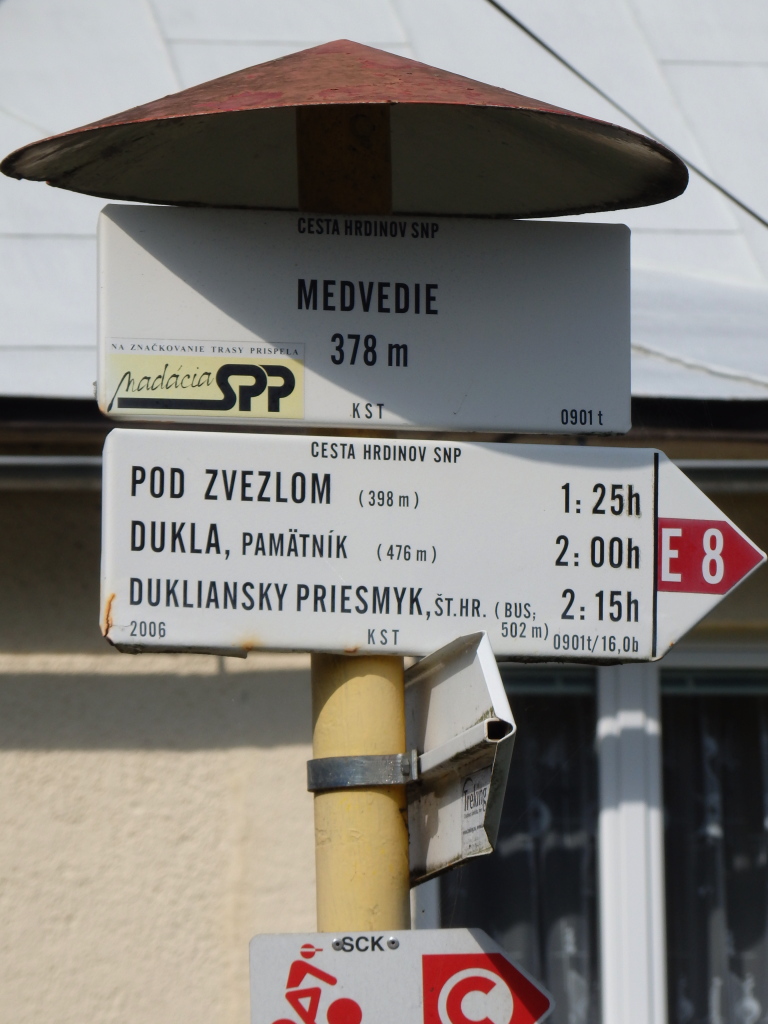 CESTA HRDINOV SNP
MEDVEDIE
378 m
NA ZNAČKOVANIE TRASY PRISPELA
Nadácia SPP
KST 0901 t
CESTA HRDINOV SNP
POD ZVEZLOM (398 m) 1:25h
DUKLA, PAMÄTNÍK (476 m) 2:00h
DUKLIANSKY PRIESMYK, ŠT.HR. (BUS; 502 m) 2:15h
E 8
2006 KST 0901t/16,0b
Treking
SCK
C